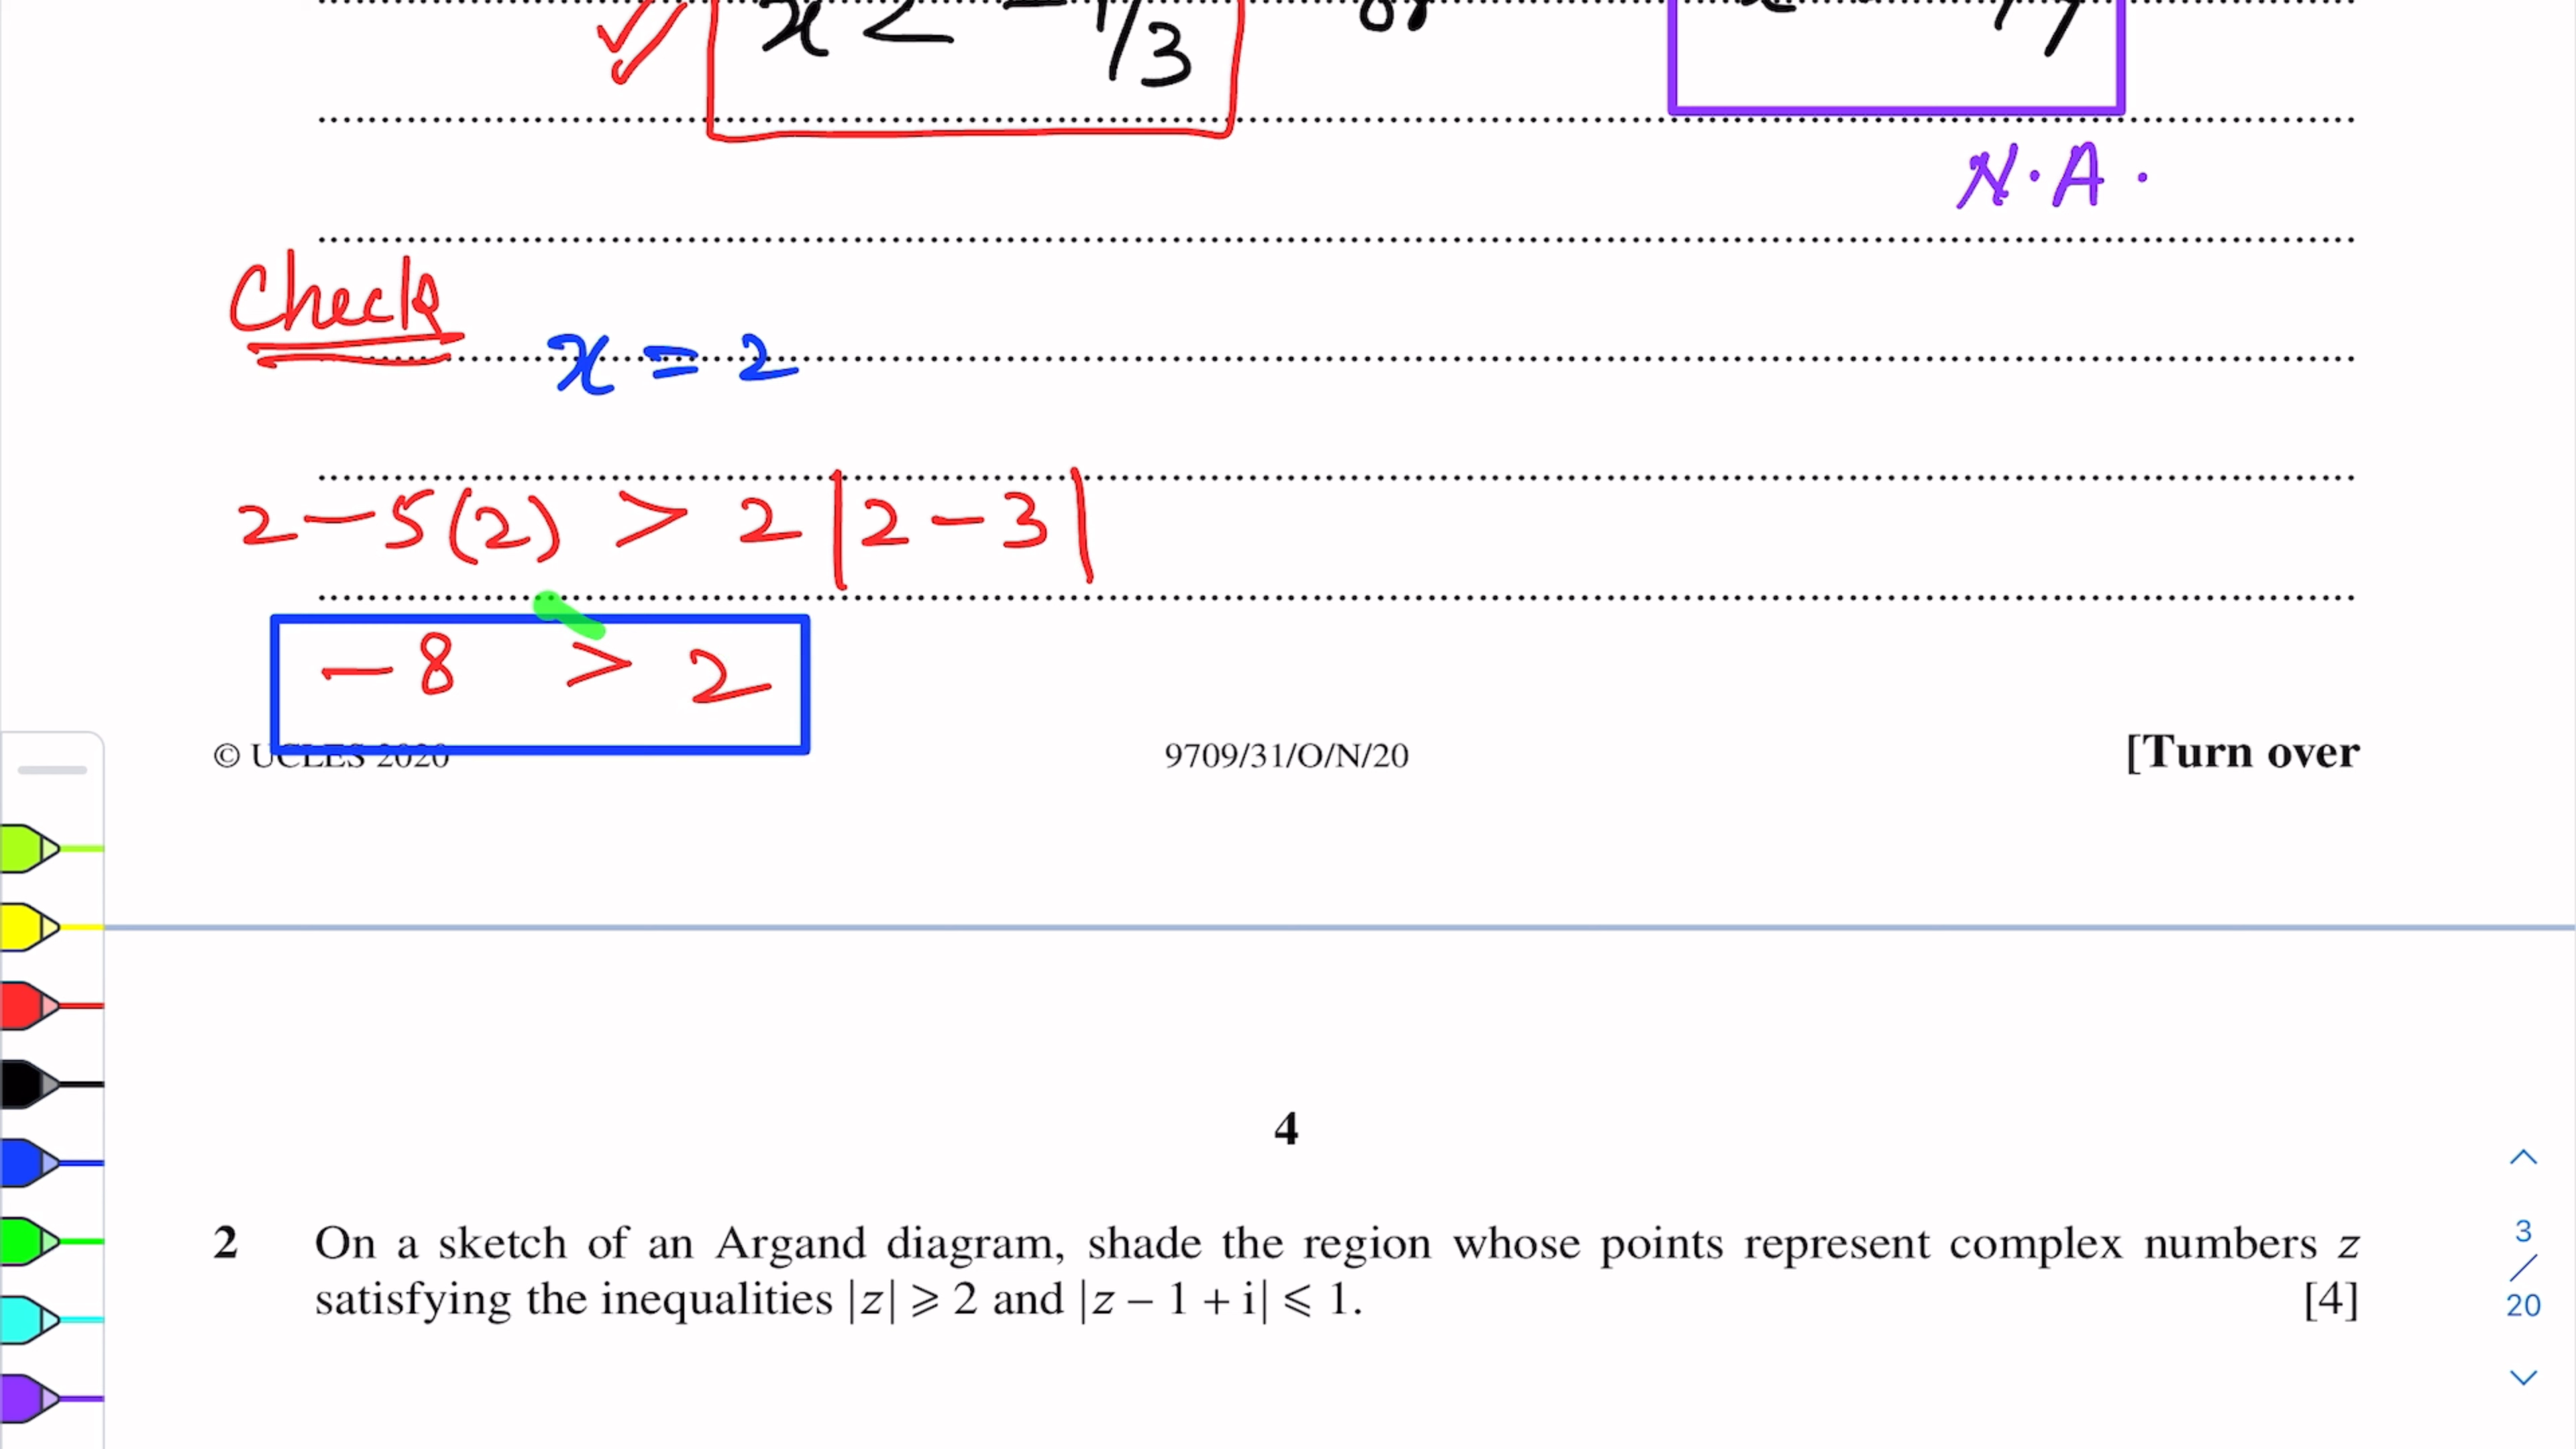 x < -4/3 or
N.A.
Check
x = 2
2 - 5(2) > 2 |2 - 3|
-8 > 2
© UCLES 2020 9709/31/O/N/20 [Turn over
4
2 On a sketch of an Argand diagram, shade the region whose points represent complex numbers z
satisfying the inequalities |z| ⩾ 2 and |z − 1 + i| ⩽ 1. [4]
3
/
20